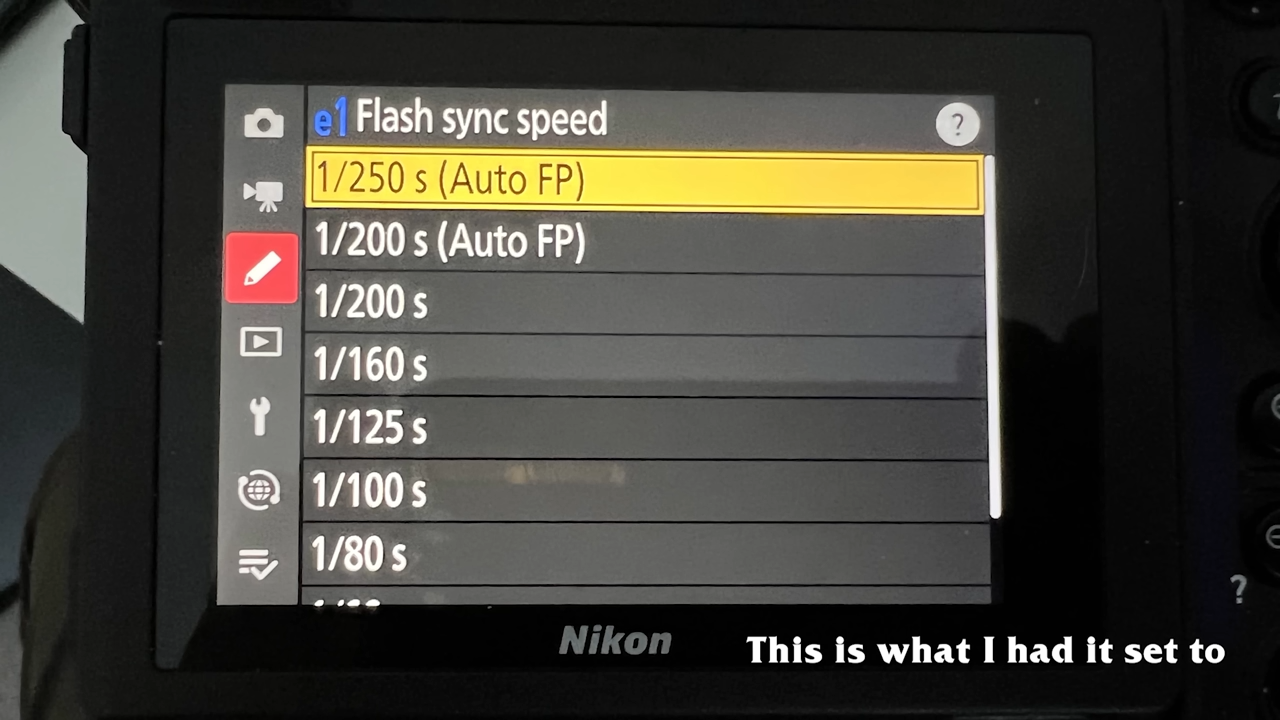 e1 Flash sync speed
?
1/250 s (Auto FP)
1/200 s (Auto FP)
1/200 s
1/160 s
1/125 s
1/100 s
1/80 s
Nikon
?
This is what I had it set to